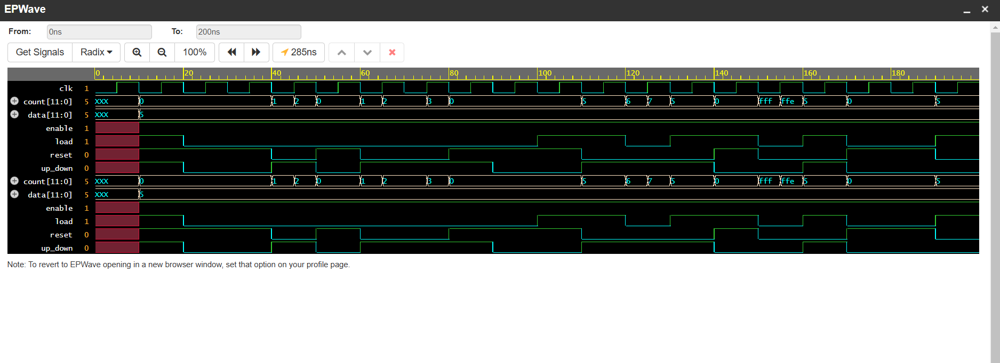 EPWave
From: 0ns To: 200ns
Get Signals Radix 100% 285ns
0 20 40 60 80 100 120 140 160 180
clk 1
count[11:0] 5 XXX 0 1 2 0 1 2 3 0 5 6 7 5 0 fff ffe 5 0 5
data[11:0] 5 XXX 5
enable 1
load 1
reset 0
up_down 0
count[11:0] 5 XXX 0 1 2 0 1 2 3 0 5 6 7 5 0 fff ffe 5 0 5
data[11:0] 5 XXX 5
enable 1
load 1
reset 0
up_down 0
Note: To revert to EPWave opening in a new browser window, set that option on your profile page.